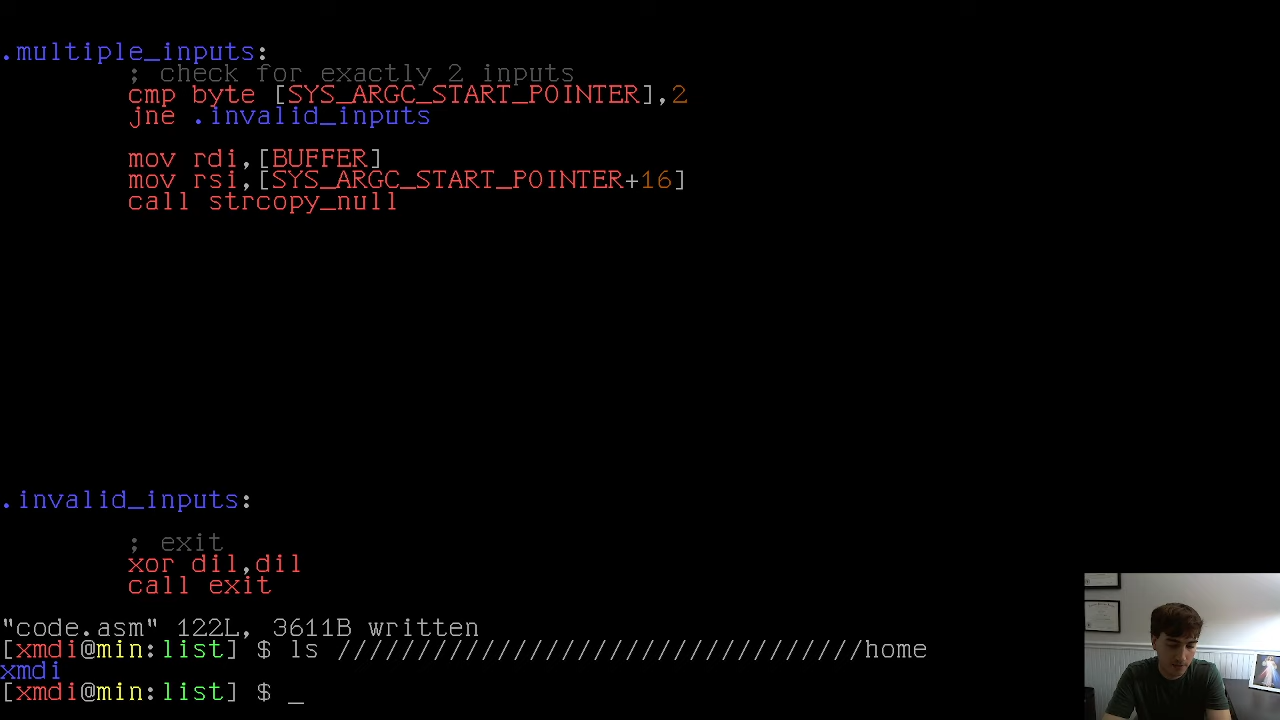 .multiple_inputs:
; check for exactly 2 inputs
cmp byte [SYS_ARGC_START_POINTER],2
jne .invalid_inputs
mov rdi,[BUFFER]
mov rsi,[SYS_ARGC_START_POINTER+16]
call strcopy_null
.invalid_inputs:
; exit
xor dil,dil
call exit
"code.asm" 122L, 3611B written
[xmdi@min:list] $ ls /////////////////////////////////home
xmdi
[xmdi@min:list] $ _